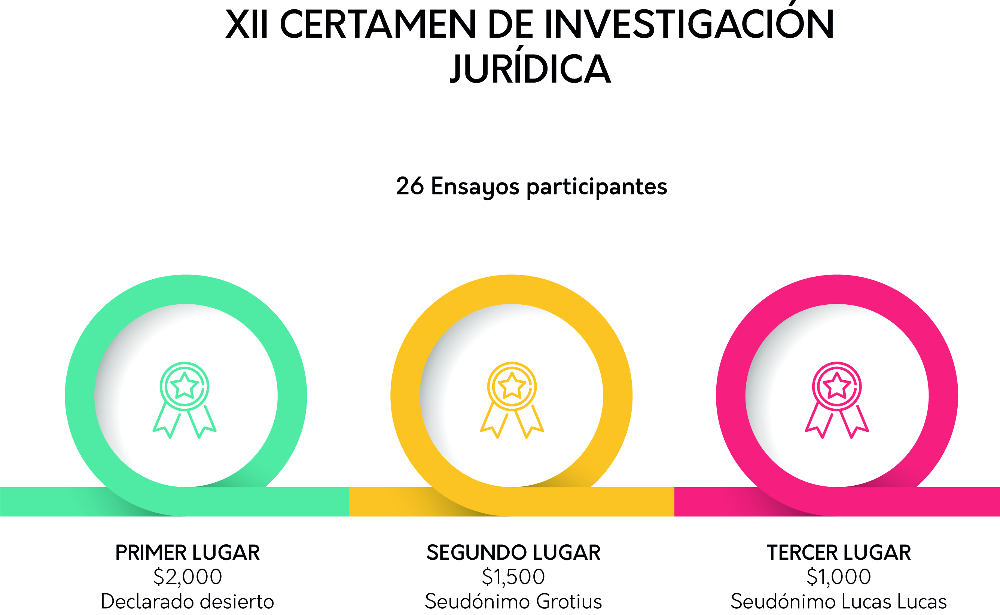 XII CERTAMEN DE INVESTIGACIÓN
JURÍDICA
26 Ensayos participantes
PRIMER LUGAR
$2,000
Declarado desierto
SEGUNDO LUGAR
$1,500
Seudónimo Grotius
TERCER LUGAR
$1,000
Seudónimo Lucas Lucas